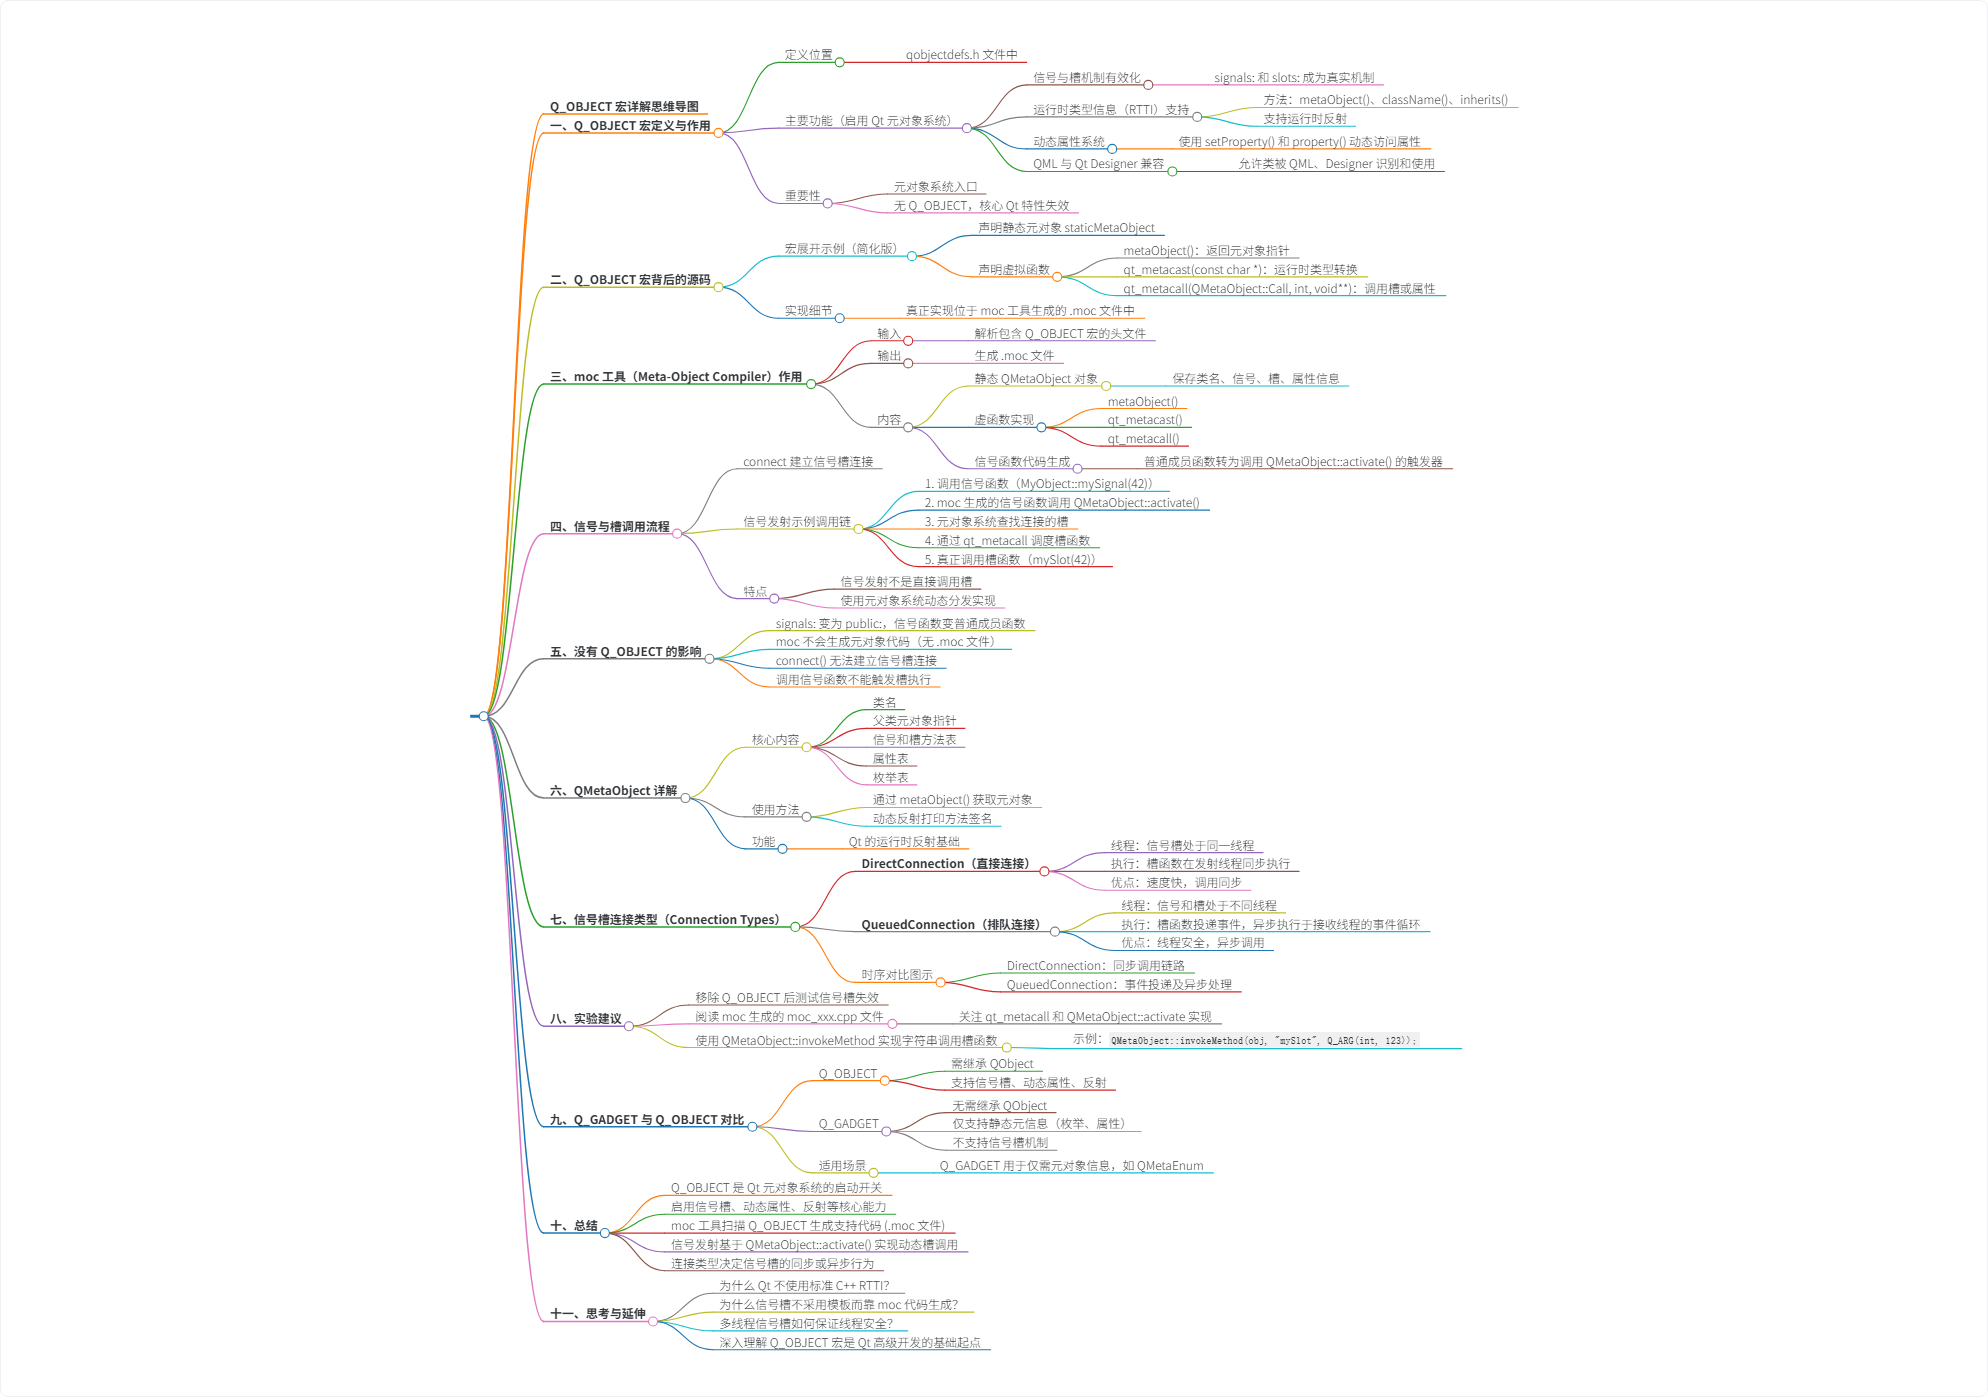 Q_OBJECT 宏详解思维导图
一、Q_OBJECT 宏定义与作用
定义位置
qobjectdefs.h 文件中
主要功能（启用 Qt 元对象系统）
信号与槽机制有效化
signals: 和 slots: 成为真实机制
运行时类型信息（RTTI）支持
方法：metaObject()、className()、inherits()
支持运行时反射
动态属性系统
使用 setProperty() 和 property() 动态访问属性
QML 与 Qt Designer 兼容
允许类被 QML、Designer 识别和使用
重要性
元对象系统入口
无 Q_OBJECT，核心 Qt 特性失效
二、Q_OBJECT 宏背后的源码
宏展开示例（简化版）
声明静态元对象 staticMetaObject
声明虚拟函数
metaObject()：返回元对象指针
qt_metacast(const char *)：运行时类型转换
qt_metacall(QMetaObject::Call, int, void**)：调用槽或属性
实现细节
真正实现位于 moc 工具生成的 .moc 文件中
三、moc 工具（Meta-Object Compiler）作用
输入
解析包含 Q_OBJECT 宏的头文件
输出
生成 .moc 文件
内容
静态 QMetaObject 对象
保存类名、信号、槽、属性信息
虚函数实现
metaObject()
qt_metacast()
qt_metacall()
信号函数代码生成
普通成员函数转为调用 QMetaObject::activate() 的触发器
四、信号与槽调用流程
connect 建立信号槽连接
信号发射示例调用链
1. 调用信号函数（MyObject::mySignal(42)）
2. moc 生成的信号函数调用 QMetaObject::activate()
3. 元对象系统查找连接的槽
4. 通过 qt_metacall 调度槽函数
5. 真正调用槽函数（mySlot(42)）
特点
信号发射不是直接调用槽
使用元对象系统动态分发实现
五、没有 Q_OBJECT 的影响
signals: 变为 public:，信号函数变普通成员函数
moc 不会生成元对象代码（无 .moc 文件）
connect() 无法建立信号槽连接
调用信号函数不能触发槽执行
六、QMetaObject 详解
核心内容
类名
父类元对象指针
信号和槽方法表
属性表
枚举表
使用方法
通过 metaObject() 获取元对象
动态反射打印方法签名
功能
Qt 的运行时反射基础
七、信号槽连接类型（Connection Types）
DirectConnection（直接连接）
线程：信号槽处于同一线程
执行：槽函数在发射线程同步执行
优点：速度快，调用同步
QueuedConnection（排队连接）
线程：信号和槽处于不同线程
执行：槽函数投递事件，异步执行于接收线程的事件循环
优点：线程安全，异步调用
时序对比图示
DirectConnection：同步调用链路
QueuedConnection：事件投递及异步处理
八、实验建议
移除 Q_OBJECT 后测试信号槽失效
阅读 moc 生成的 moc_xxx.cpp 文件
关注 qt_metacall 和 QMetaObject::activate 实现
使用 QMetaObject::invokeMethod 实现字符串调用槽函数
示例：QMetaObject::invokeMethod(obj, "mySlot", Q_ARG(int, 123));
九、Q_GADGET 与 Q_OBJECT 对比
Q_OBJECT
需继承 QObject
支持信号槽、动态属性、反射
Q_GADGET
无需继承 QObject
仅支持静态元信息（枚举、属性）
不支持信号槽机制
适用场景
Q_GADGET 用于仅需元对象信息，如 QMetaEnum
十、总结
Q_OBJECT 是 Qt 元对象系统的启动开关
启用信号槽、动态属性、反射等核心能力
moc 工具扫描 Q_OBJECT 生成支持代码 (.moc 文件)
信号发射基于 QMetaObject::activate() 实现动态槽调用
连接类型决定信号槽的同步或异步行为
十一、思考与延伸
为什么 Qt 不使用标准 C++ RTTI？
为什么信号槽不采用模板而靠 moc 代码生成？
多线程信号槽如何保证线程安全？
深入理解 Q_OBJECT 宏是 Qt 高级开发的基础起点